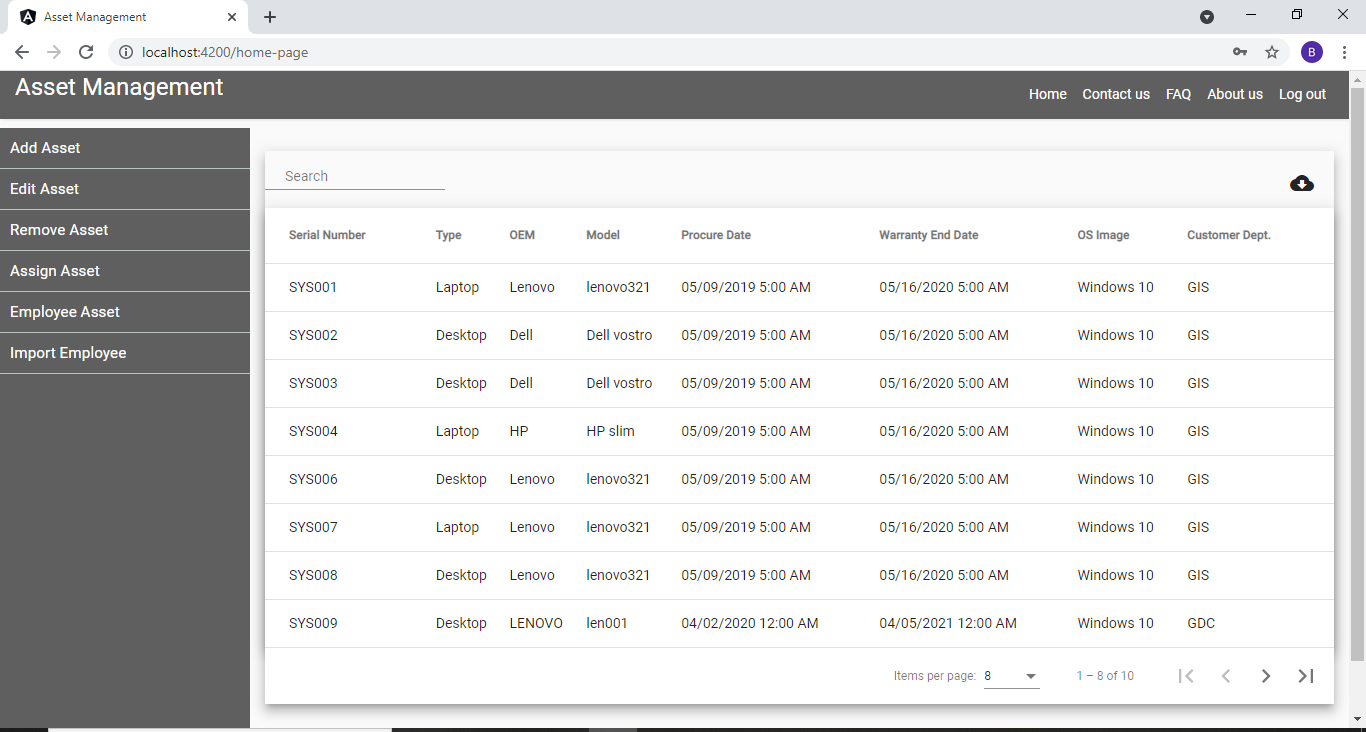 Asset Management
localhost:4200/home-page
B
Asset Management
Home Contact us FAQ About us Log out
Add Asset
Edit Asset
Remove Asset
Assign Asset
Employee Asset
Import Employee
Search
Serial Number Type OEM Model Procure Date Warranty End Date OS Image Customer Dept.
SYS001 Laptop Lenovo lenovo321 05/09/2019 5:00 AM 05/16/2020 5:00 AM Windows 10 GIS
SYS002 Desktop Dell Dell vostro 05/09/2019 5:00 AM 05/16/2020 5:00 AM Windows 10 GIS
SYS003 Desktop Dell Dell vostro 05/09/2019 5:00 AM 05/16/2020 5:00 AM Windows 10 GIS
SYS004 Laptop HP HP slim 05/09/2019 5:00 AM 05/16/2020 5:00 AM Windows 10 GIS
SYS006 Desktop Lenovo lenovo321 05/09/2019 5:00 AM 05/16/2020 5:00 AM Windows 10 GIS
SYS007 Laptop Lenovo lenovo321 05/09/2019 5:00 AM 05/16/2020 5:00 AM Windows 10 GIS
SYS008 Desktop Lenovo lenovo321 05/09/2019 5:00 AM 05/16/2020 5:00 AM Windows 10 GIS
SYS009 Desktop LENOVO len001 04/02/2020 12:00 AM 04/05/2021 12:00 AM Windows 10 GDC
Items per page: 8 1 – 8 of 10